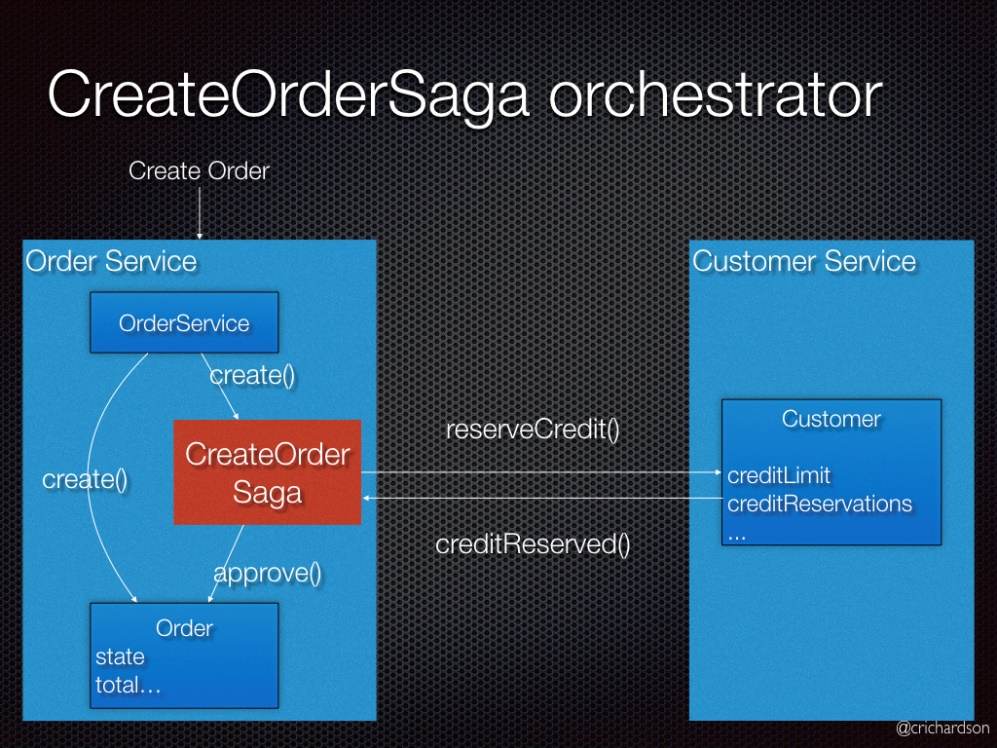 CreateOrderSaga orchestrator
Create Order
Order Service
OrderService
create()
create()
CreateOrder
Saga
approve()
Order
state
total...
reserveCredit()
creditReserved()
Customer Service
Customer
creditLimit
creditReservations
...
@crichardson